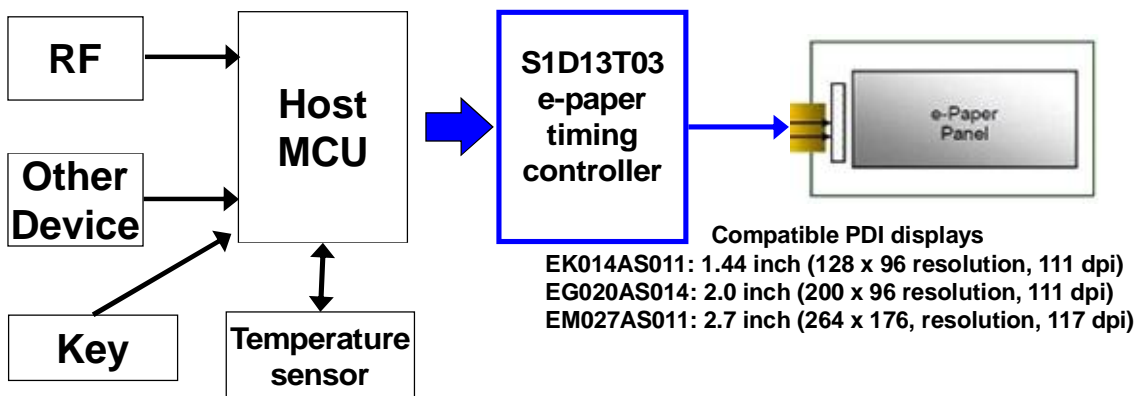 RF
Other
Device
Key
Host
MCU
Temperature
sensor
S1D13T03
e-paper
timing
controller
e-Paper
Panel
Compatible PDI displays
EK014AS011: 1.44 inch (128 x 96 resolution, 111 dpi)
EG020AS014: 2.0 inch (200 x 96 resolution, 111 dpi)
EM027AS011: 2.7 inch (264 x 176, resolution, 117 dpi)